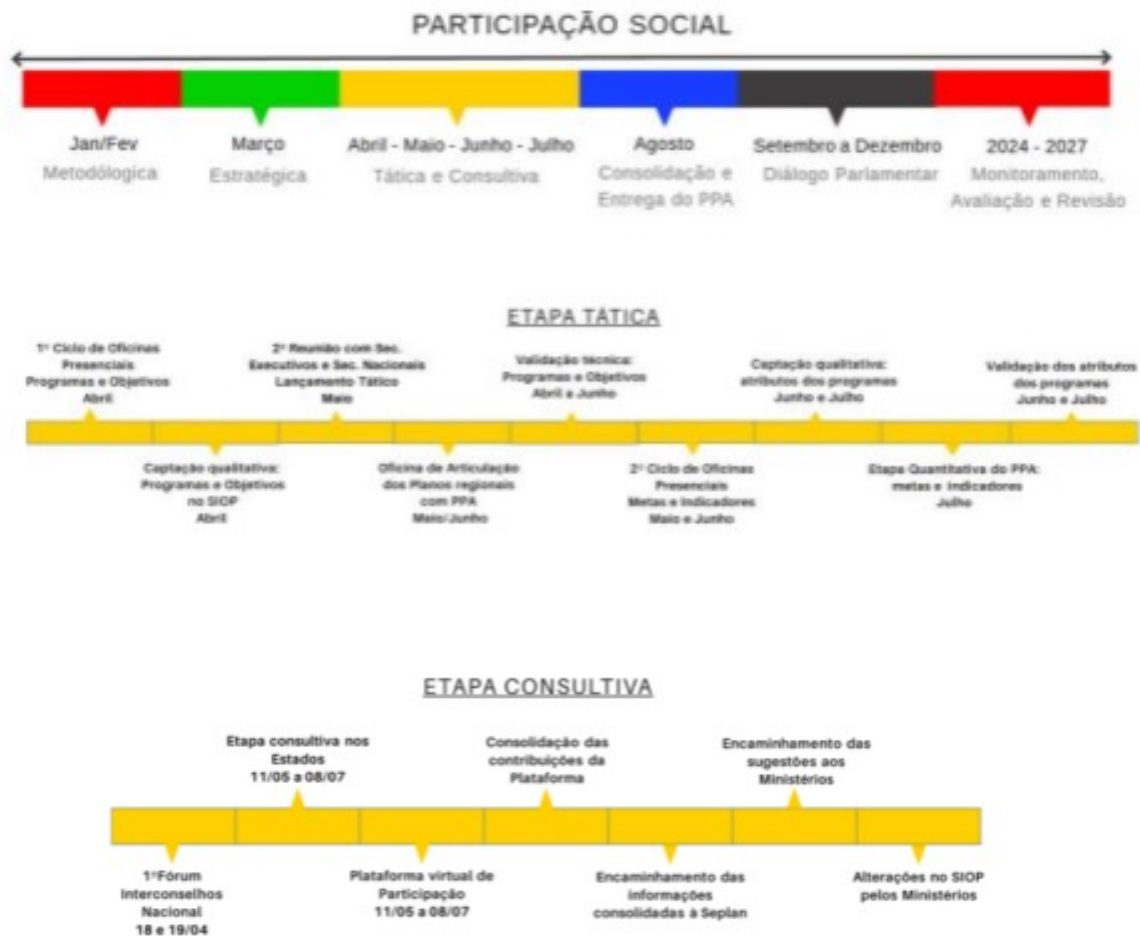 PARTICIPAÇÃO SOCIAL
Jan/Fev
Metodólogica
Março
Estratégica
Abril - Maio - Junho - Julho
Tática e Consultiva
Agosto
Consolidação e
Entrega do PPA
Setembro a Dezembro
Diálogo Parlamentar
2024 - 2027
Monitoramento,
Avaliação e Revisão
ETAPA TÁTICA
1º Ciclo de Oficinas
Presenciais
Programas e Objetivos
Abril
2ª Reunião com Sec.
Executivos e Sec. Nacionais
Lançamento Tático
Maio
Validação técnica:
Programas e Objetivos
Abril a Junho
Captação qualitativa:
atributos dos programas
Junho e Julho
Validação dos atributos
dos programas
Junho e Julho
Captação qualitativa:
Programas e Objetivos
no SIOP
Abril
Oficina de Articulação
dos Planos regionais
com PPA
Maio/Junho
2º Ciclo de Oficinas
Presenciais
Metas e Indicadores
Maio e Junho
Etapa Quantitativa do PPA:
metas e indicadores
Julho
ETAPA CONSULTIVA
Etapa consultiva nos
Estados
11/05 a 08/07
Consolidação das
contribuições da
Plataforma
Encaminhamento das
sugestões aos
Ministérios
1ºFórum
Interconselhos
Nacional
18 e 19/04
Plataforma virtual de
Participação
11/05 a 08/07
Encaminhamento das
informações
consolidadas à Seplan
Alterações no SIOP
pelos Ministérios